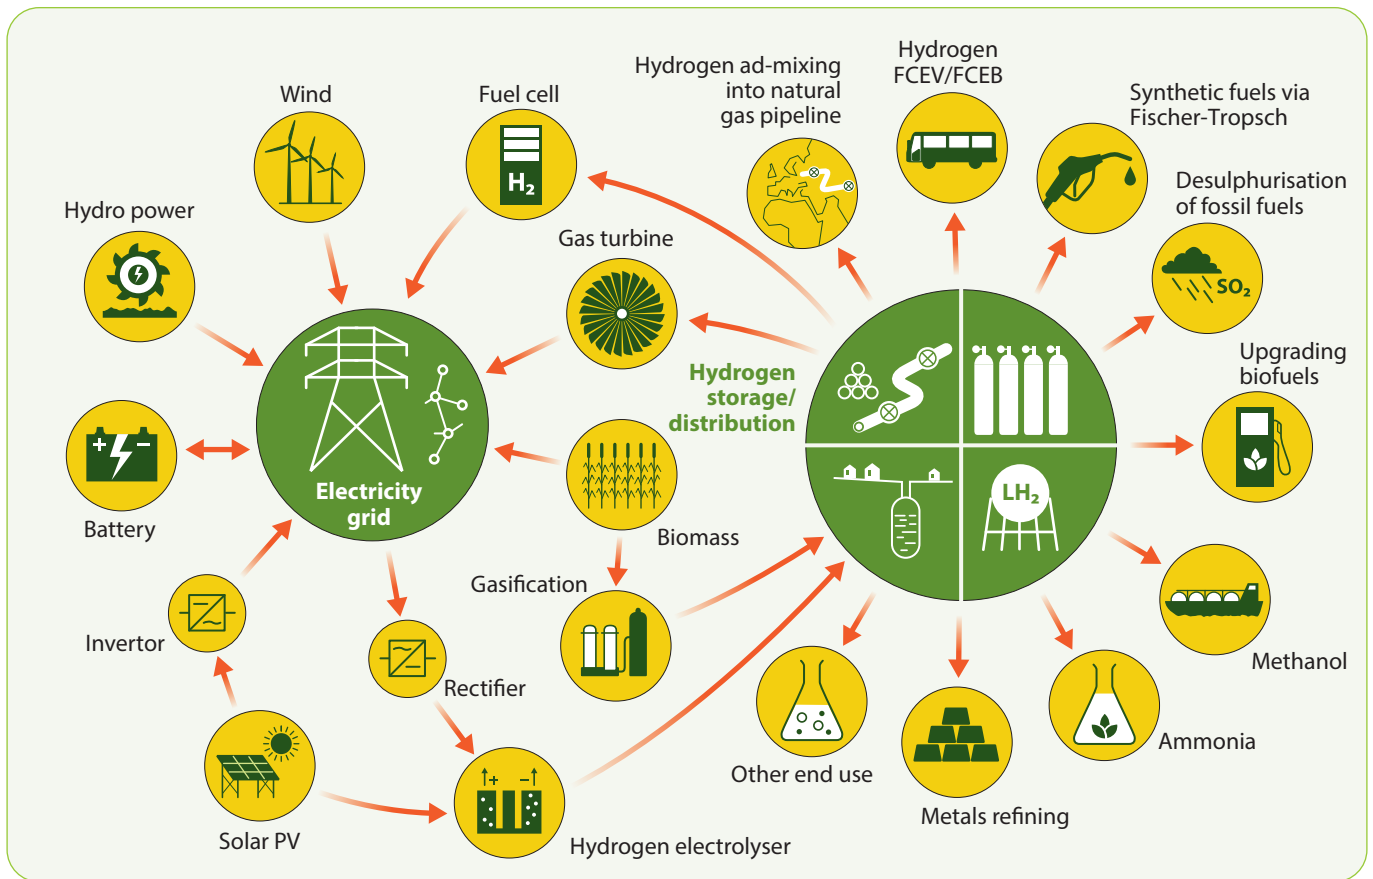 Hydrogen
FCEV/FCEB
Hydrogen ad-mixing
into natural
gas pipeline
Synthetic fuels via
Fischer-Tropsch
Wind
Fuel cell
H₂
Desulphurisation
of fossil fuels
SO₂
Hydro power
Gas turbine
Upgrading
biofuels
Hydrogen
storage/
distribution
+ −
Electricity
grid
LH₂
Battery
Biomass
Gasification
Invertor
Rectifier
Methanol
Ammonia
Other end use
+ −
Metals refining
Solar PV
Hydrogen electrolyser